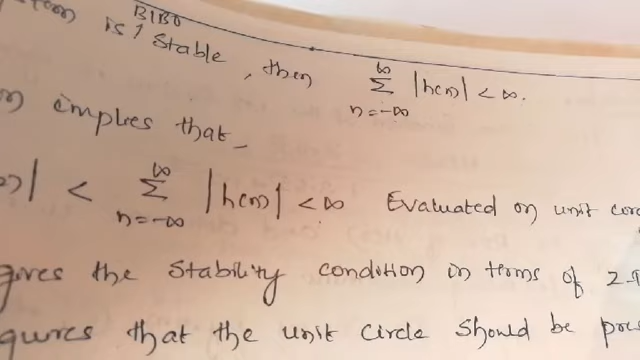 is BIBO stable, then ∞ Σ n=-∞ |h(n)| < ∞.
implies that,
| < ∞ Σ n=-∞ |h(n)| < ∞ Evaluated on unit
gives the stability condition in terms of
that the unit circle should be